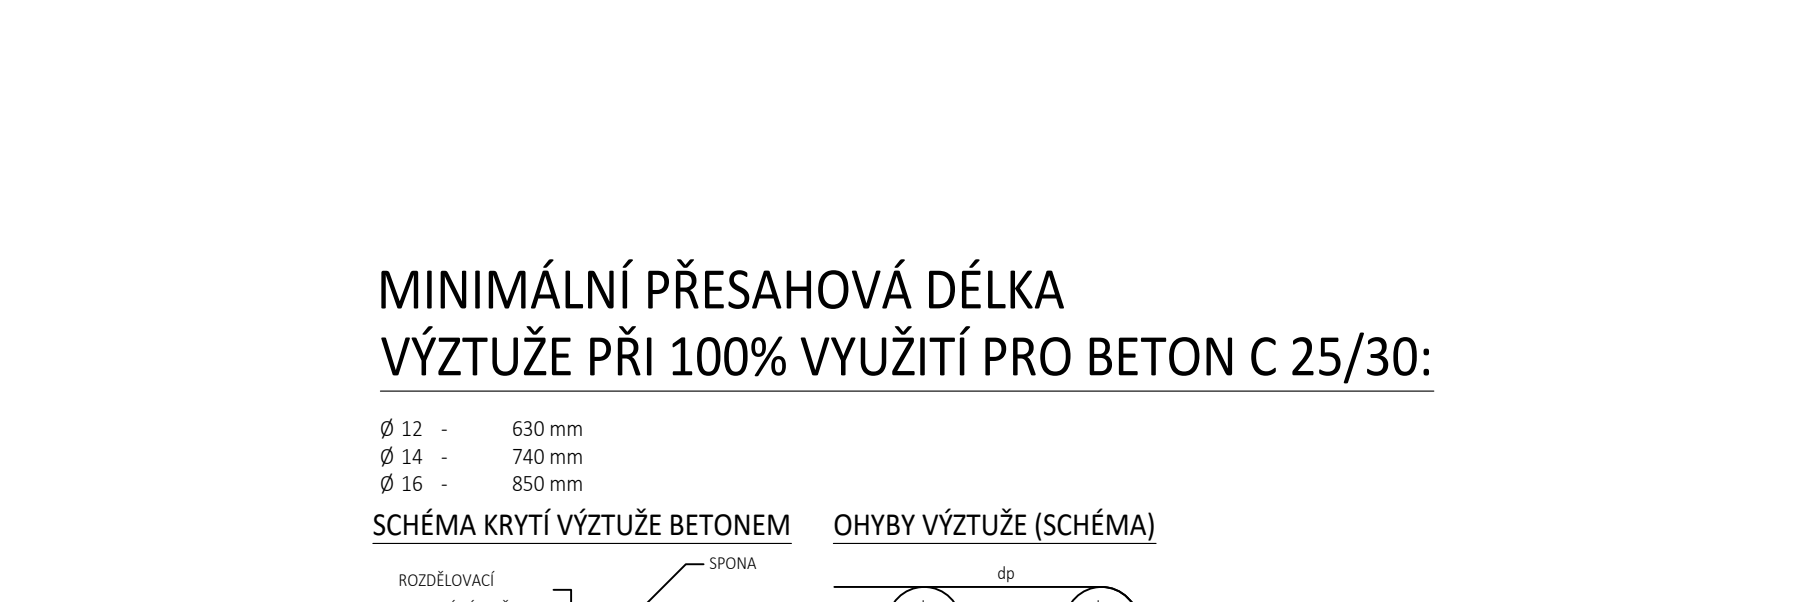 MINIMÁLNÍ PŘESAHOVÁ DÉLKA
VÝZTUŽE PŘI 100% VYUŽITÍ PRO BETON C 25/30:
Ø 12 - 630 mm
Ø 14 - 740 mm
Ø 16 - 850 mm
SCHÉMA KRYTÍ VÝZTUŽE BETONEM
OHYBY VÝZTUŽE (SCHÉMA)
SPONA
ROZDĚLOVACÍ
dp